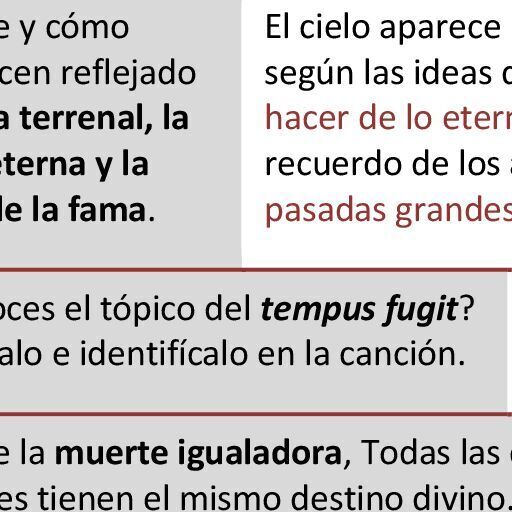 e y cómo
cen reflejado
a terrenal, la
eterna y la
de la fama.
El cielo aparece
según las ideas
hacer de lo eter
recuerdo de los
pasadas grandes
oces el tópico del tempus fugit?
alo e identifícalo en la canción.
e la muerte igualadora, Todas las
es tienen el mismo destino divino.